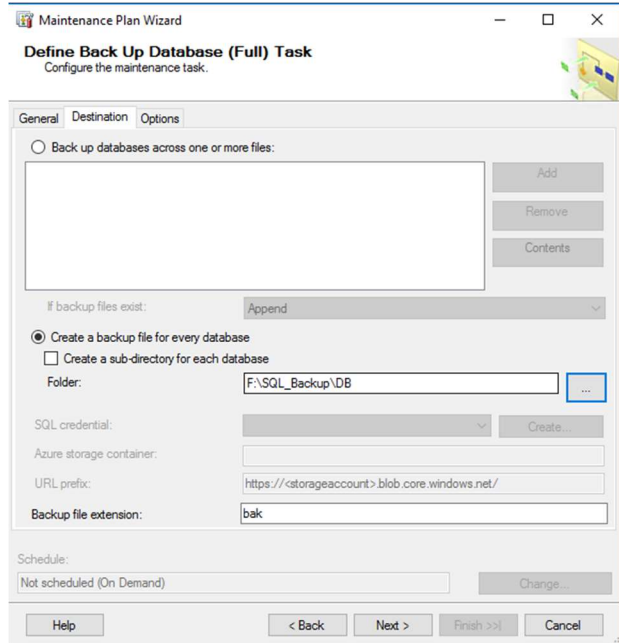 Maintenance Plan Wizard
Define Back Up Database (Full) Task
Configure the maintenance task.
General Destination Options
Back up databases across one or more files:
Add
Remove
Contents
If backup files exist: Append
Create a backup file for every database
Create a sub-directory for each database
Folder: F:\SQL_Backup\DB ...
SQL credential: Create...
Azure storage container:
URL prefix: https://<storageaccount>.blob.core.windows.net/
Backup file extension: bak
Schedule:
Not scheduled (On Demand) Change...
Help < Back Next > Finish >>| Cancel